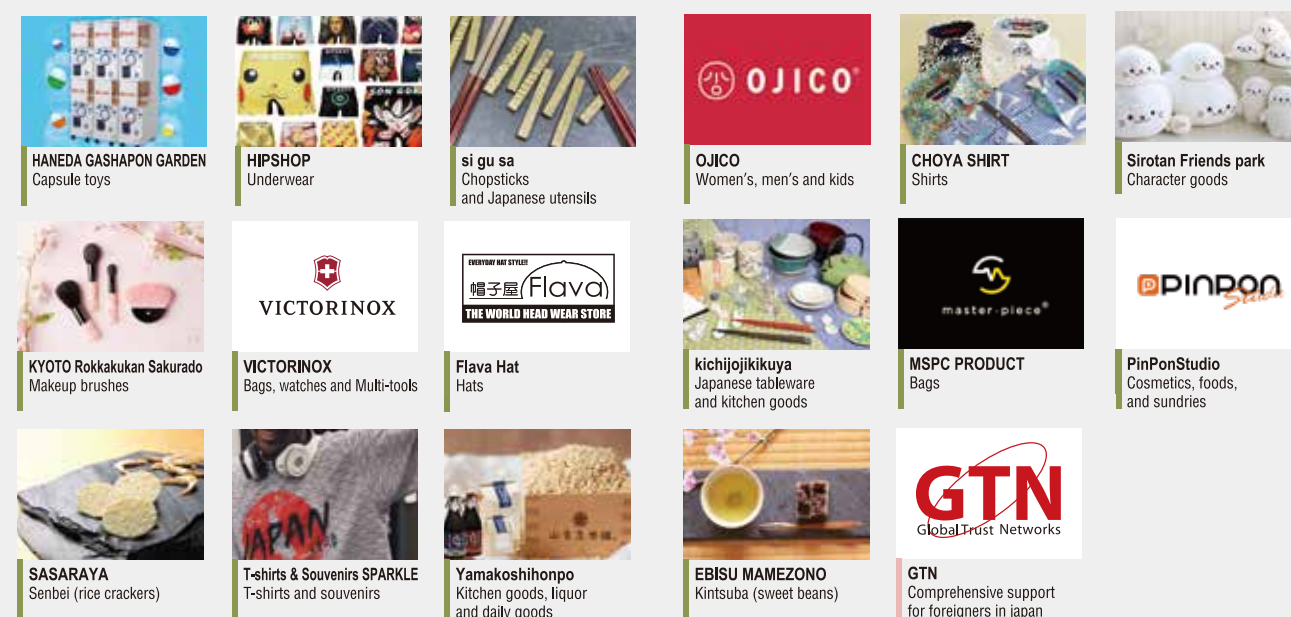 OJICO
HANEDA GASHAPON GARDEN
Capsule toys
HIPSHOP
Underwear
si gu sa
Chopsticks
and Japanese utensils
OJICO
Women's, men's and kids
CHOYA SHIRT
Shirts
Sirotan Friends park
Character goods
VICTORINOX
EVERYDAY HAT STYLE!!
帽子屋 Flava
THE WORLD HEAD WEAR STORE
master-piece®
PINPON
Studio
KYOTO Rokkakukan Sakurado
Makeup brushes
VICTORINOX
Bags, watches and Multi-tools
Flava Hat
Hats
kichijojikikuya
Japanese tableware
and kitchen goods
MSPC PRODUCT
Bags
PinPonStudio
Cosmetics, foods,
and sundries
JAPAN
GTN
Global Trust Networks
SASARAYA
Senbei (rice crackers)
T-shirts & Souvenirs SPARKLE
T-shirts and souvenirs
Yamakoshihonpo
Kitchen goods, liquor
and daily goods
EBISU MAMEZONO
Kintsuba (sweet beans)
GTN
Comprehensive support
for foreigners in japan